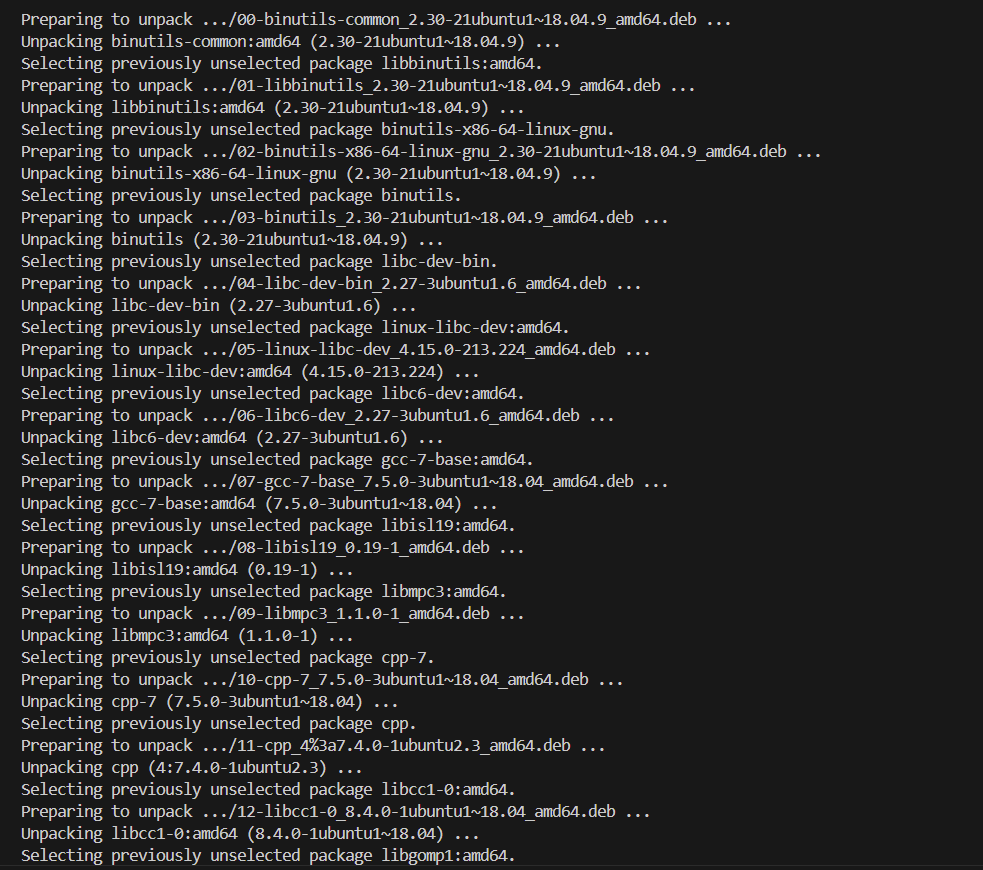 Preparing to unpack .../00-binutils-common_2.30-21ubuntu1~18.04.9_amd64.deb ...
Unpacking binutils-common:amd64 (2.30-21ubuntu1~18.04.9) ...
Selecting previously unselected package libbinutils:amd64.
Preparing to unpack .../01-libbinutils_2.30-21ubuntu1~18.04.9_amd64.deb ...
Unpacking libbinutils:amd64 (2.30-21ubuntu1~18.04.9) ...
Selecting previously unselected package binutils-x86-64-linux-gnu.
Preparing to unpack .../02-binutils-x86-64-linux-gnu_2.30-21ubuntu1~18.04.9_amd64.deb ...
Unpacking binutils-x86-64-linux-gnu (2.30-21ubuntu1~18.04.9) ...
Selecting previously unselected package binutils.
Preparing to unpack .../03-binutils_2.30-21ubuntu1~18.04.9_amd64.deb ...
Unpacking binutils (2.30-21ubuntu1~18.04.9) ...
Selecting previously unselected package libc-dev-bin.
Preparing to unpack .../04-libc-dev-bin_2.27-3ubuntu1.6_amd64.deb ...
Unpacking libc-dev-bin (2.27-3ubuntu1.6) ...
Selecting previously unselected package linux-libc-dev:amd64.
Preparing to unpack .../05-linux-libc-dev_4.15.0-213.224_amd64.deb ...
Unpacking linux-libc-dev:amd64 (4.15.0-213.224) ...
Selecting previously unselected package libc6-dev:amd64.
Preparing to unpack .../06-libc6-dev_2.27-3ubuntu1.6_amd64.deb ...
Unpacking libc6-dev:amd64 (2.27-3ubuntu1.6) ...
Selecting previously unselected package gcc-7-base:amd64.
Preparing to unpack .../07-gcc-7-base_7.5.0-3ubuntu1~18.04_amd64.deb ...
Unpacking gcc-7-base:amd64 (7.5.0-3ubuntu1~18.04) ...
Selecting previously unselected package libisl19:amd64.
Preparing to unpack .../08-libisl19_0.19-1_amd64.deb ...
Unpacking libisl19:amd64 (0.19-1) ...
Selecting previously unselected package libmpc3:amd64.
Preparing to unpack .../09-libmpc3_1.1.0-1_amd64.deb ...
Unpacking libmpc3:amd64 (1.1.0-1) ...
Selecting previously unselected package cpp-7.
Preparing to unpack .../10-cpp-7_7.5.0-3ubuntu1~18.04_amd64.deb ...
Unpacking cpp-7 (7.5.0-3ubuntu1~18.04) ...
Selecting previously unselected package cpp.
Preparing to unpack .../11-cpp_4%3a7.4.0-1ubuntu2.3_amd64.deb ...
Unpacking cpp (4:7.4.0-1ubuntu2.3) ...
Selecting previously unselected package libcc1-0:amd64.
Preparing to unpack .../12-libcc1-0_8.4.0-1ubuntu1~18.04_amd64.deb ...
Unpacking libcc1-0:amd64 (8.4.0-1ubuntu1~18.04) ...
Selecting previously unselected package libgomp1:amd64.